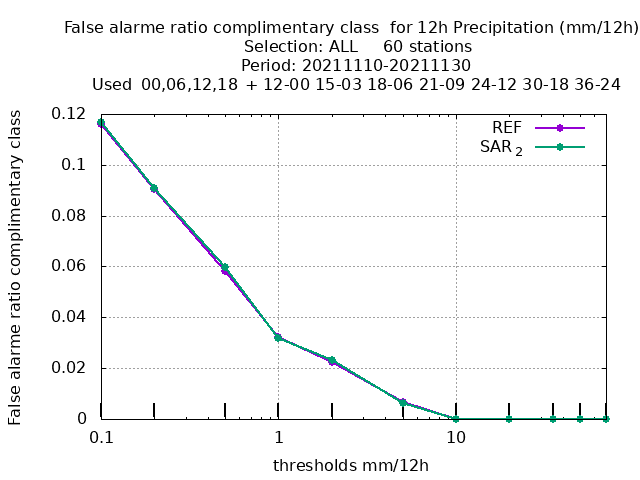 False alarme ratio complimentary class  for 12h Precipitation (mm/12h)
Selection: ALL     60 stations
Period: 20211110-20211130
Used  00,06,12,18  + 12-00 15-03 18-06 21-09 24-12 30-18 36-24
False alarme ratio complimentary class
REF
SAR 2
0.12
0.1
0.08
0.06
0.04
0.02
0
0.1 1 10
thresholds mm/12h